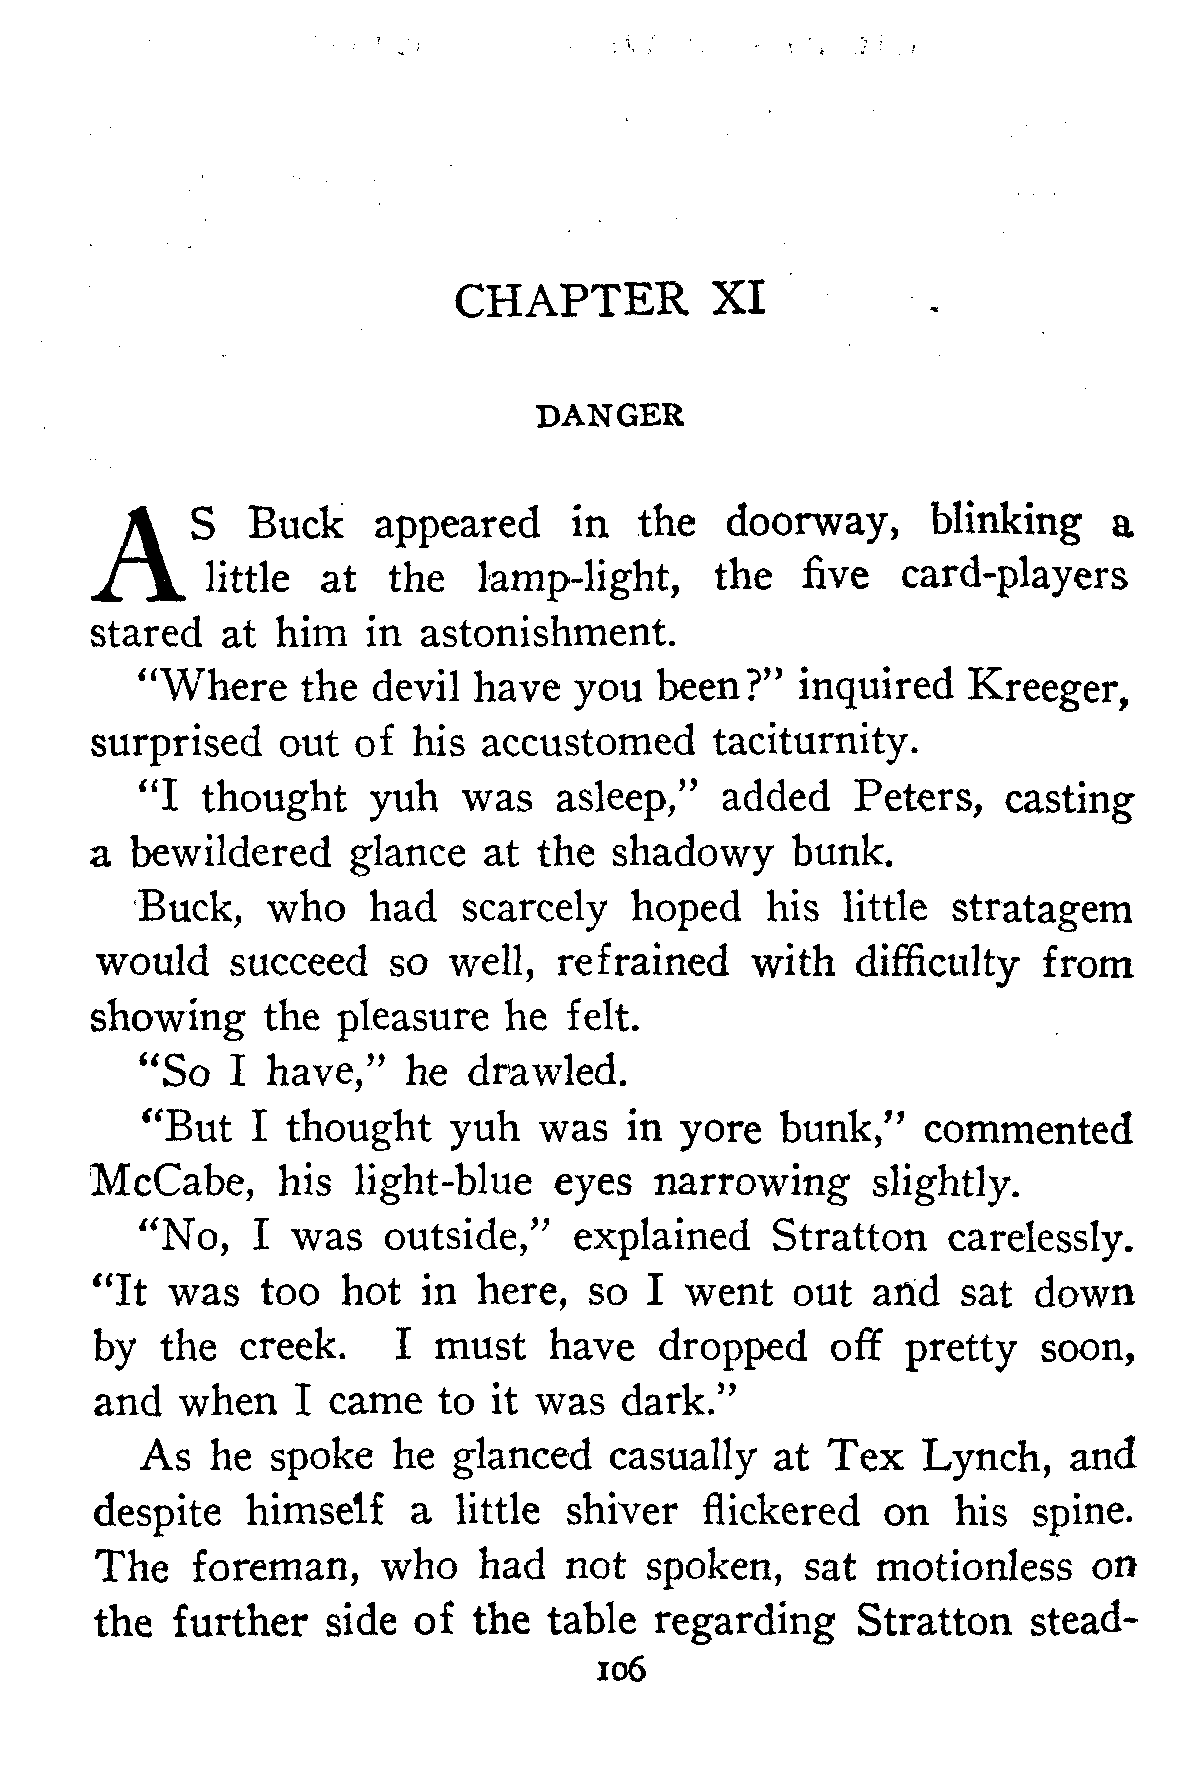 CHAPTER XI
DANGER
AS Buck appeared in the doorway, blinking a
little at the lamp-light, the five card-players
stared at him in astonishment.
“Where the devil have you been?” inquired Kreeger,
surprised out of his accustomed taciturnity.
“I thought yuh was asleep,” added Peters, casting
a bewildered glance at the shadowy bunk.
Buck, who had scarcely hoped his little stratagem
would succeed so well, refrained with difficulty from
showing the pleasure he felt.
“So I have,” he drawled.
“But I thought yuh was in yore bunk,” commented
McCabe, his light-blue eyes narrowing slightly.
“No, I was outside,” explained Stratton carelessly.
“It was too hot in here, so I went out and sat down
by the creek. I must have dropped off pretty soon,
and when I came to it was dark.”
As he spoke he glanced casually at Tex Lynch, and
despite himself a little shiver flickered on his spine.
The foreman, who had not spoken, sat motionless on
the further side of the table regarding Stratton stead-
106